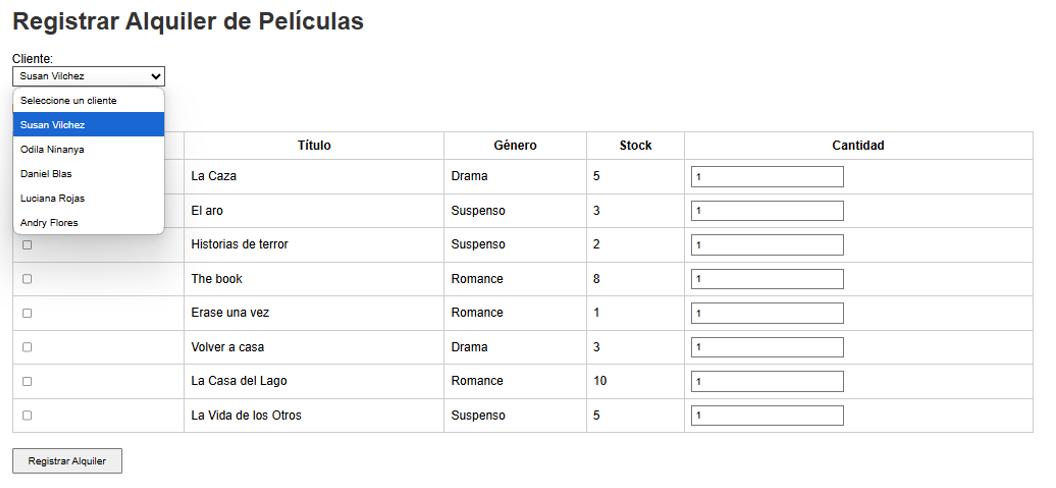 Registrar Alquiler de Películas
Cliente:
Susan Vilchez
Seleccione un cliente
Susan Vilchez
Odila Ninanya
Daniel Blas
Luciana Rojas
Andry Flores
Título Género Stock Cantidad
La Caza Drama 5 1
El aro Suspenso 3 1
Historias de terror Suspenso 2 1
The book Romance 8 1
Erase una vez Romance 1 1
Volver a casa Drama 3 1
La Casa del Lago Romance 10 1
La Vida de los Otros Suspenso 5 1
Registrar Alquiler